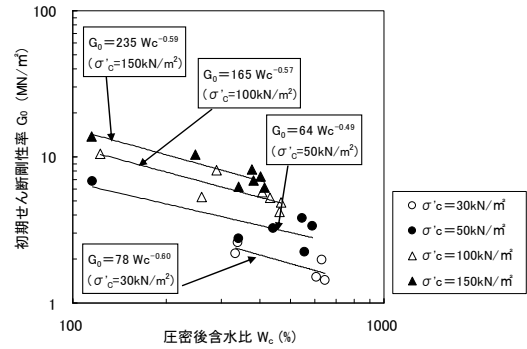 100
10
1
100
1000
初期せん断剛性率 G₀ (MN/㎡)
圧密後含水比 Wc (%)
G₀=235 Wc^-0.59
(σ'c=150kN/m²)
G₀=165 Wc^-0.57
(σ'c=100kN/m²)
G₀=64 Wc^-0.49
(σ'c=50kN/m²)
G₀=78 Wc^-0.60
(σ'c=30kN/m²)
○ σ'c=30kN/㎡
● σ'c=50kN/㎡
△ σ'c=100kN/㎡
▲ σ'c=150kN/㎡